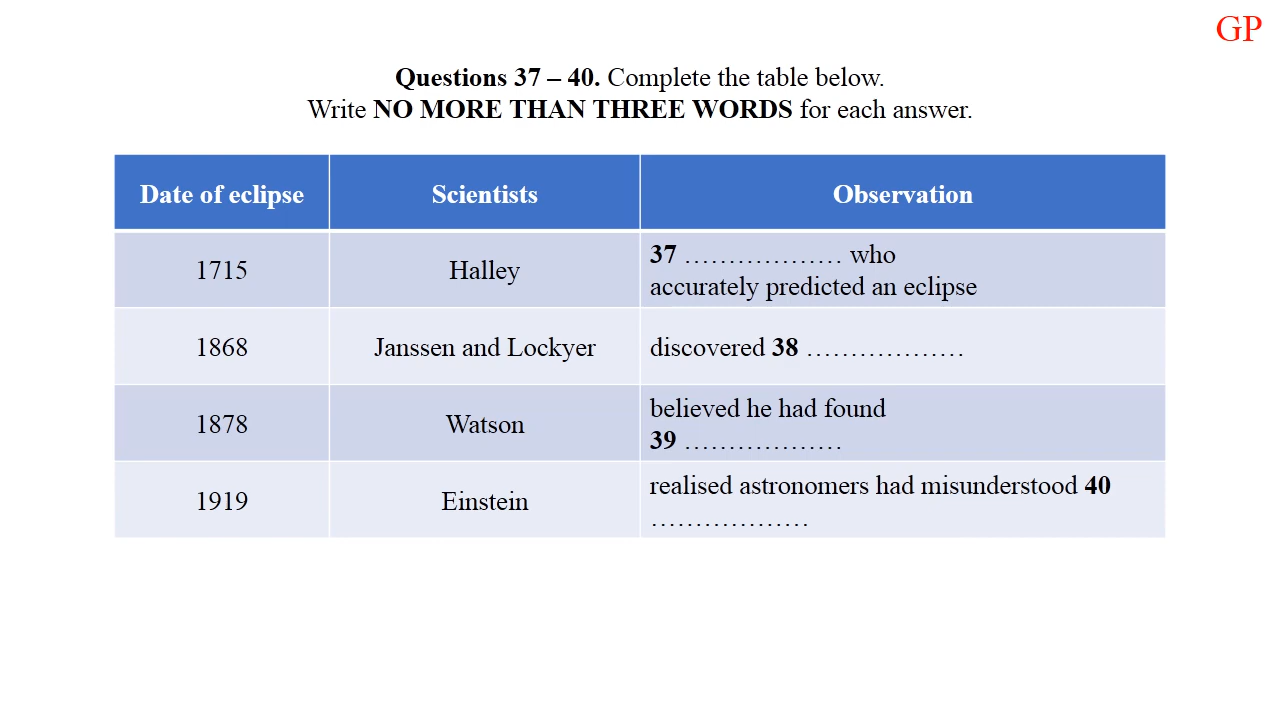 GP
Questions 37 – 40. Complete the table below.
Write NO MORE THAN THREE WORDS for each answer.
Date of eclipse
Scientists
Observation
1715
Halley
37 ……………… who
accurately predicted an eclipse
1868
Janssen and Lockyer
discovered 38 ………………
1878
Watson
believed he had found
39 ………………
1919
Einstein
realised astronomers had misunderstood 40
………………